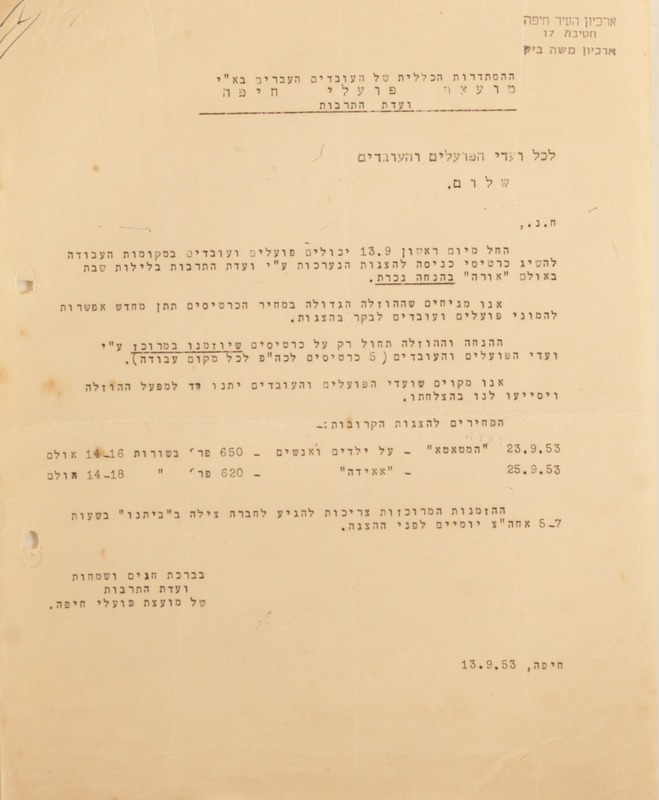 ארכיון העיר חיפה
חטיבת 17
ארכיון משה ביק
ההסתדרות הכללית של העובדים העברים בא"י
מועצת פועלי חיפה
ועדת התרבות
לכל ועדי הפועלים והעובדים
שלום.
ח.נ.,
החל מיום ראשון 13.9 יכולים פועלים ועובדים במקומות העבודה
להשיג כרטיסי כניסה להצגות הנערכות ע"י ועדת התרבות בלילות שבת
באולם "אורה" בהנחה נכרת.
אנו מניחים שההוזלה הגדולה במחיר הכרטיסים תתן מחדש אפשרות
להמוני פועלים ועובדים לבקר בהצגות.
ההנחה וההוזלה תחול רק על כרטיסים שיוזמנו במרוכז ע"י
ועדי הפועלים והעובדים (5 כרטיסים לכה"פ לכל מקום עבודה).
אנו מקוים שועדי הפועלים והעובדים יתנו יד למפעל ההוזלה
ויסייעו לנו בהצלחתו.
המחירים להצגות הקרובות:-
23.9.53 "המטאטא" - על ילדים ואנשים - 650 פר' בשורות 14-16 אולם
25.9.53 - "אאידה" - 620 פר' " 14-18 אולם
ההזמנות המרוכזות צריכות להגיע לחברה צילה ב"ביתנו" בשעות
5-7 אחה"צ יומיים לפני ההצגה.
בברכת חגים ושמחות
ועדת התרבות
של מועצת פועלי חיפה.
חיפה, 13.9.53